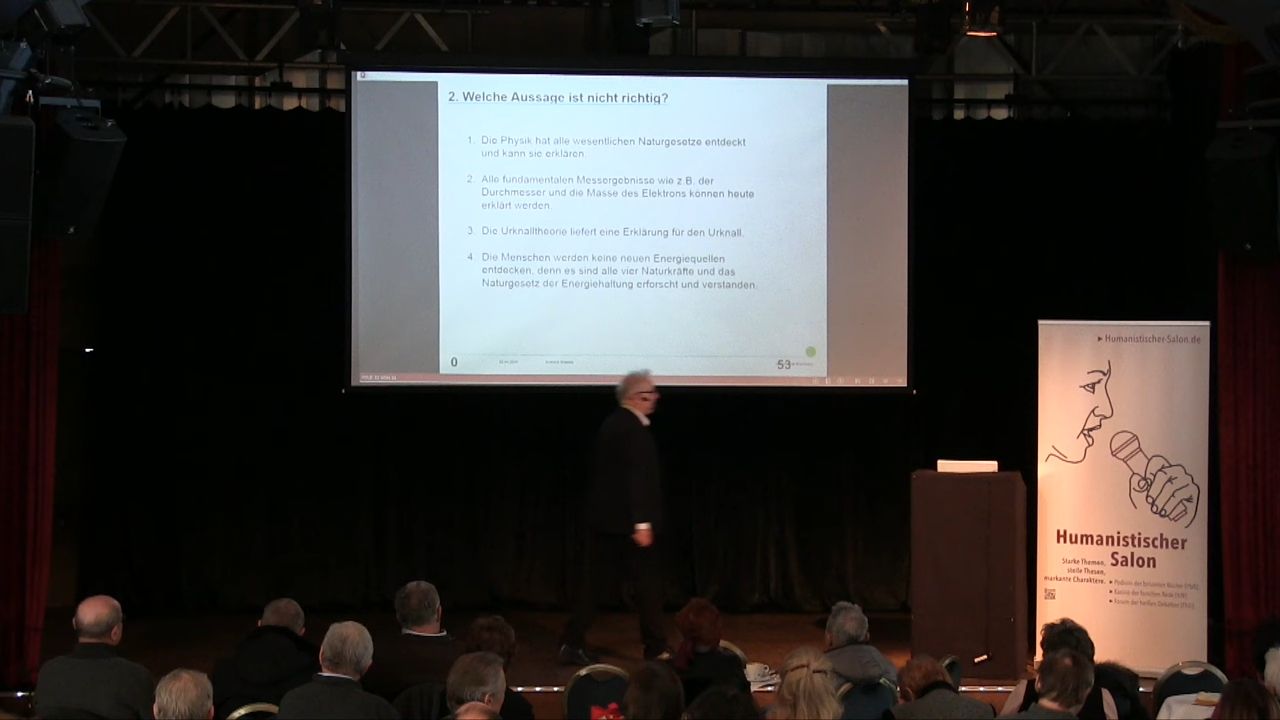 2. Welche Aussage ist nicht richtig?
1. Die Physik hat alle wesentlichen Naturgesetze entdeckt
und kann sie erklären.
2. Alle fundamentalen Messergebnisse wie z.B. der
Durchmesser und die Masse des Elektrons können heute
erklärt werden.
3. Die Urknalltheorie liefert eine Erklärung für den Urknall.
4. Die Menschen werden keine neuen Energiequellen
entdecken, denn es sind alle vier Naturkräfte und das
Naturgesetz der Energiehaltung erforscht und verstanden.
0
53
▸ Humanistischer-Salon.de
Humanistischer
Salon
Starke Themen,
steile Thesen,
markante Charaktere.